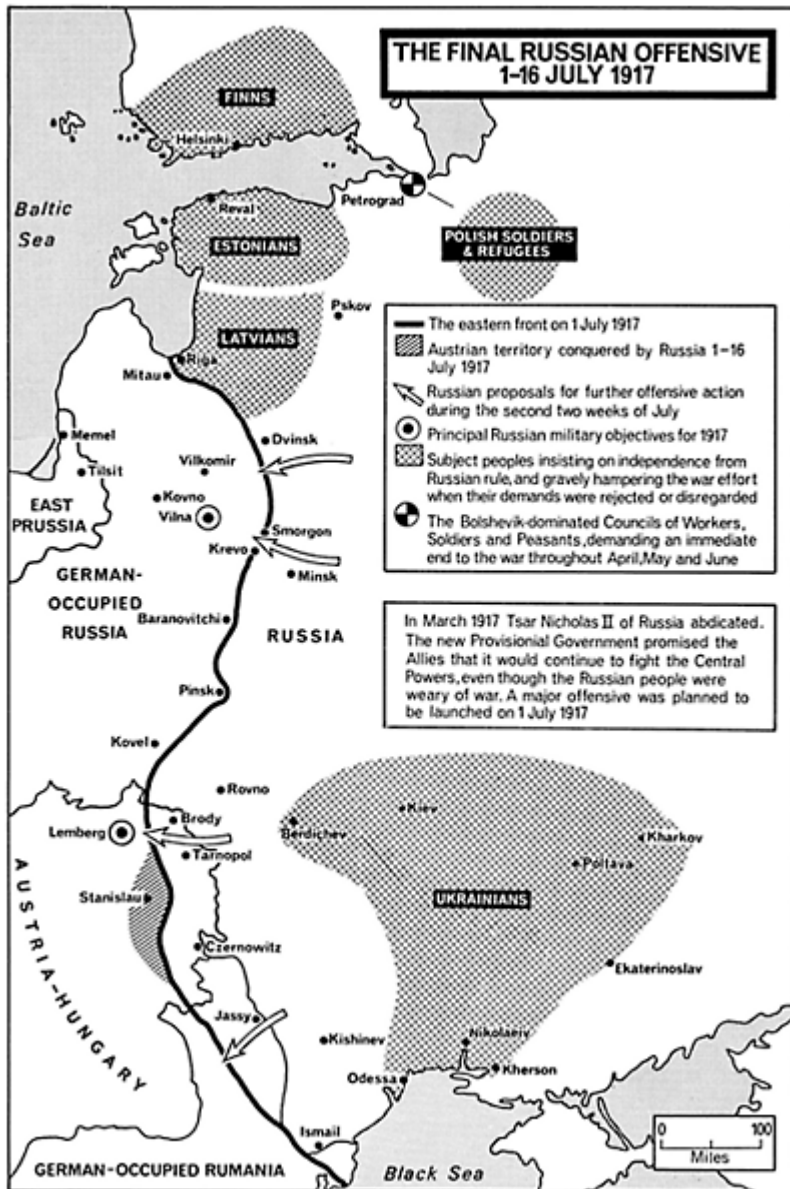 THE FINAL RUSSIAN OFFENSIVE
1-16 JULY 1917
FINNS
Helsinki
Baltic
Sea
Reval
Petrograd
ESTONIANS
POLISH SOLDIERS
& REFUGEES
Pskov
LATVIANS
Riga
Mitau
The eastern front on 1 July 1917
Austrian territory conquered by Russia 1-16
July 1917
Russian proposals for further offensive action
during the second two weeks of July
Principal Russian military objectives for 1917
Subject peoples insisting on independence from
Russian rule, and gravely hampering the war effort
when their demands were rejected or disregarded
The Bolshevik-dominated Councils of Workers,
Soldiers and Peasants, demanding an immediate
end to the war throughout April, May and June
Memel
Dvinsk
Tilsit
Vilkomir
EAST
PRUSSIA
Kovno
Vilna
Smorgon
Krevo
Minsk
GERMAN-
OCCUPIED
RUSSIA
Baranovitchi
RUSSIA
In March 1917 Tsar Nicholas II of Russia abdicated.
The new Provisionial Government promised the
Allies that it would continue to fight the Central
Powers, even though the Russian people were
weary of war. A major offensive was planned to
be launched on 1 July 1917
Pinsk
Kovel
Rovno
Brody
Lemberg
Tarnopol
Kiev
Berdichev
Kharkov
Poltava
Stanislau
UKRAINIANS
AUSTRIA-HUNGARY
Czernowitz
Ekaterinoslav
Jassy
Kishinev
Nikolaeiv
Odessa
Kherson
Ismail
0 100
Miles
GERMAN-OCCUPIED RUMANIA
Black Sea